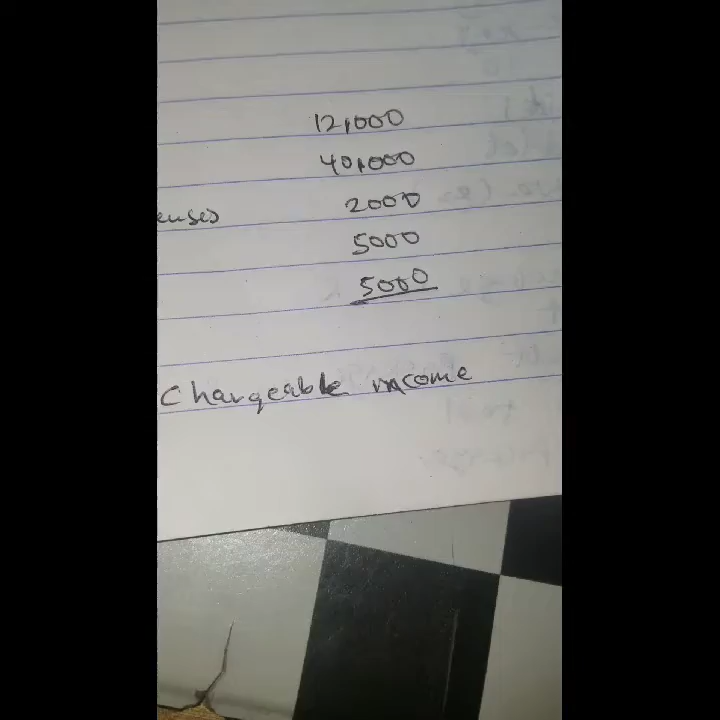 12,000
40,000
enses 2000
5000
5000
Chargeable income